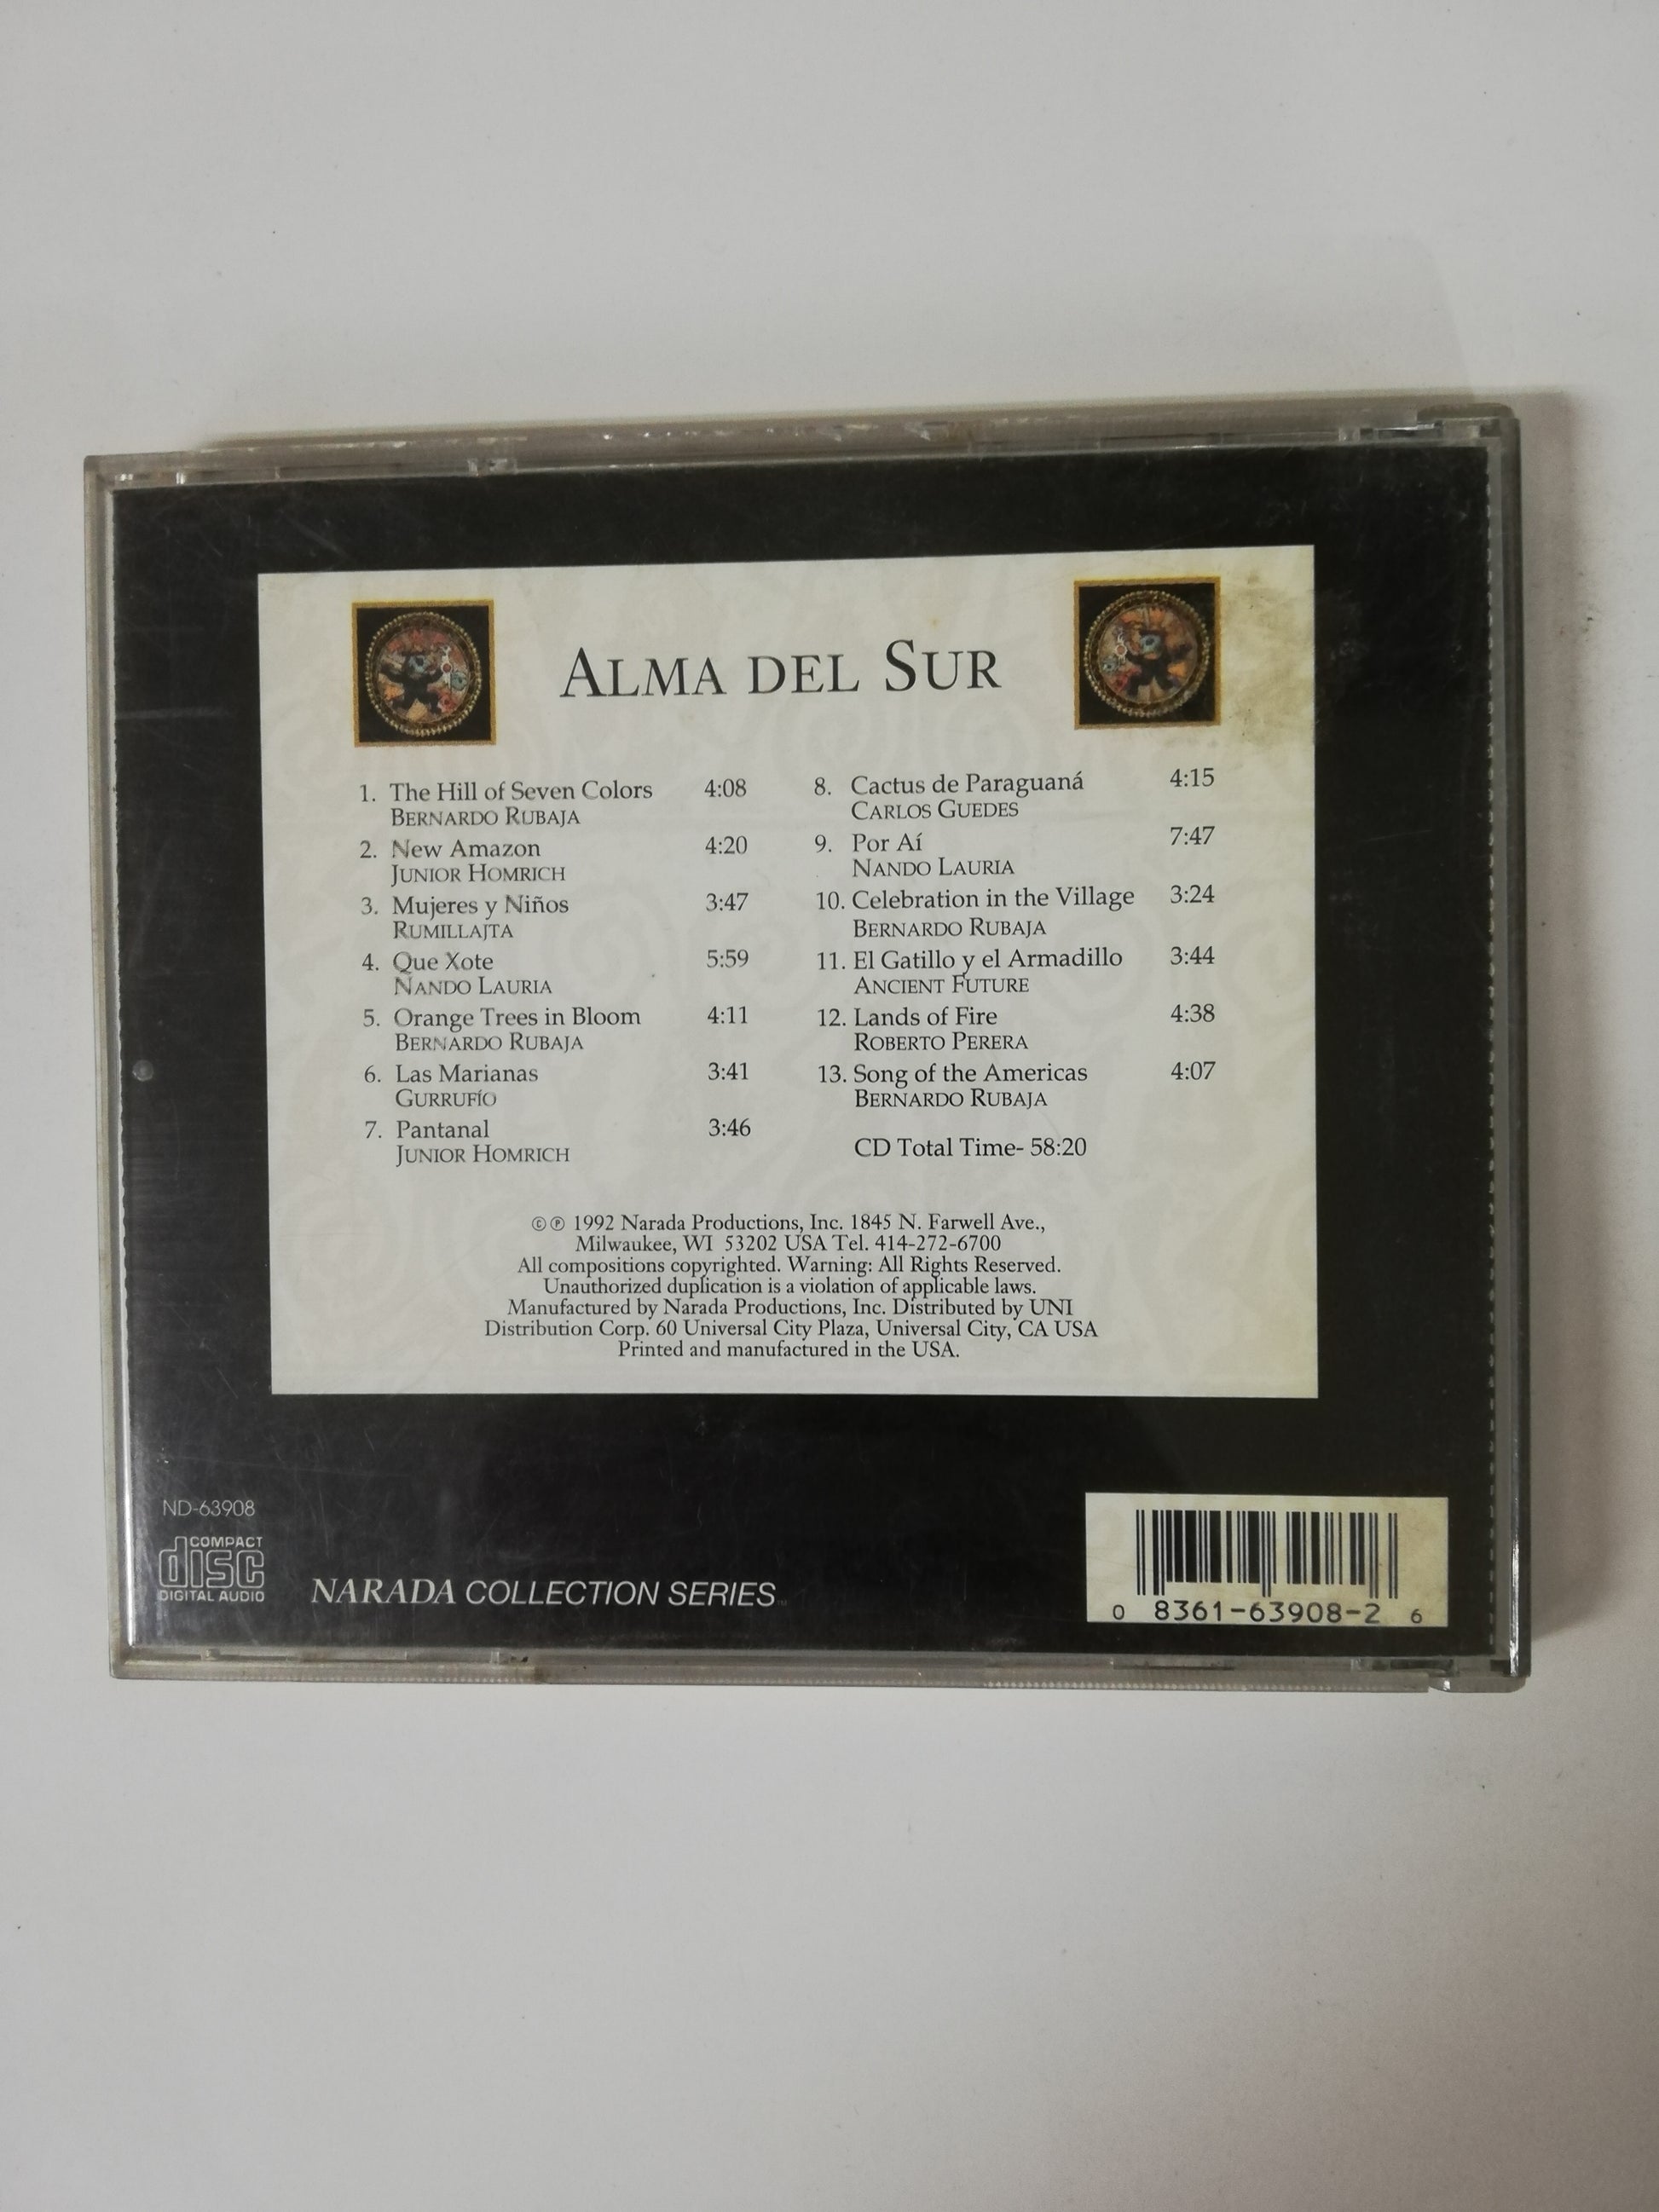 ALMA DEL SUR
1. The Hill of Seven Colors 4:08
BERNARDO RUBAJA
2. New Amazon 4:20
JUNIOR HOMRICH
3. Mujeres y Niños 3:47
RUMILLAJTA
4. Que Xote 5:59
NANDO LAURIA
5. Orange Trees in Bloom 4:11
BERNARDO RUBAJA
6. Las Marianas 3:41
GURRUFÍO
7. Pantanal 3:46
JUNIOR HOMRICH
8. Cactus de Paraguaná 4:15
CARLOS GUEDES
9. Por Aí 7:47
NANDO LAURIA
10. Celebration in the Village 3:24
BERNARDO RUBAJA
11. El Gatillo y el Armadillo 3:44
ANCIENT FUTURE
12. Lands of Fire 4:38
ROBERTO PERERA
13. Song of the Americas 4:07
BERNARDO RUBAJA
CD Total Time- 58:20
©℗ 1992 Narada Productions, Inc. 1845 N. Farwell Ave.,
Milwaukee, WI 53202 USA Tel. 414-272-6700
All compositions copyrighted. Warning: All Rights Reserved.
Unauthorized duplication is a violation of applicable laws.
Manufactured by Narada Productions, Inc. Distributed by UNI
Distribution Corp. 60 Universal City Plaza, Universal City, CA USA
Printed and manufactured in the USA.
ND-63908
COMPACT
disc
DIGITAL AUDIO
NARADA COLLECTION SERIES™
0 8361-63908-2 6